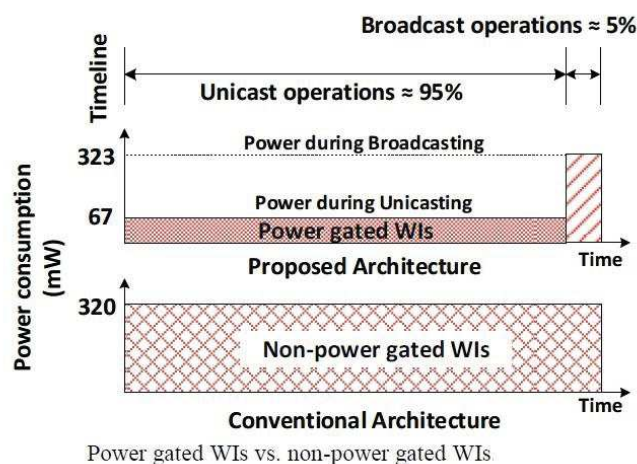 Broadcast operations ≈ 5%
Timeline
Unicast operations ≈ 95%
Power consumption
(mW)
323
Power during Broadcasting
67
Power during Unicasting
Power gated WIs
Time
Proposed Architecture
320
Non-power gated WIs
Time
Conventional Architecture
Power gated WIs vs. non-power gated WIs